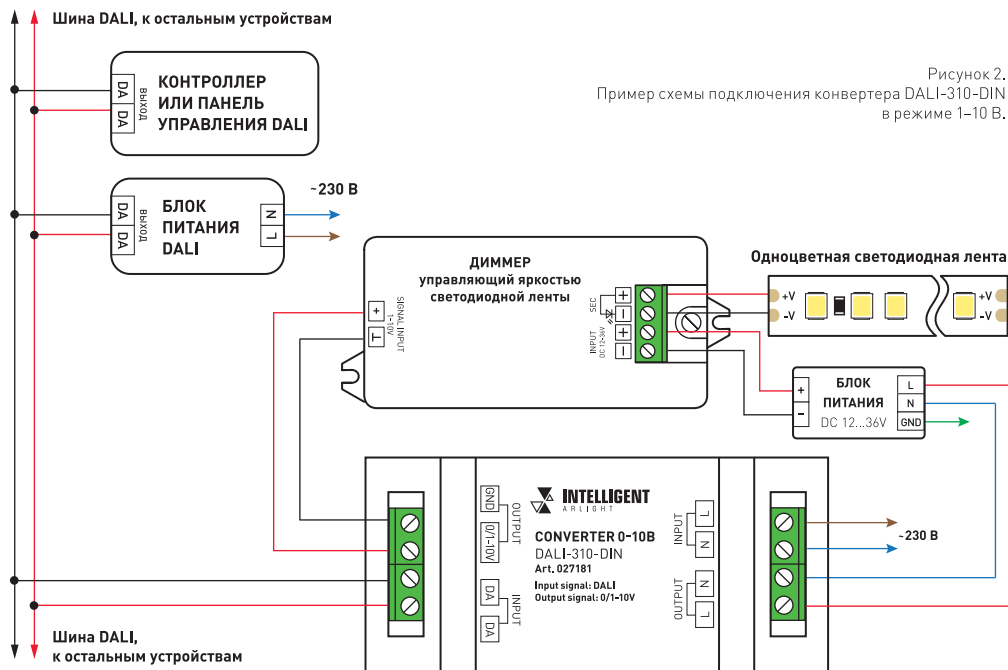 Шина DALI, к остальным устройствам
Рисунок 2.
Пример схемы подключения конвертера DALI-310-DIN
в режиме 1–10 В.
DA
DA
ВЫХОД
КОНТРОЛЛЕР
ИЛИ ПАНЕЛЬ
УПРАВЛЕНИЯ DALI
DA
DA
ВЫХОД
БЛОК
ПИТАНИЯ
DALI
N
L
~230 В
ДИММЕР
управляющий яркостью
светодиодной ленты
+
T
SIGNAL INPUT
1-10V
SEC
INPUT
DC 12-36V
+
−
+
−
Одноцветная светодиодная лента
+V
-V
+V
-V
+
−
БЛОК
ПИТАНИЯ
DC 12...36V
L
N
GND
GND
0/1-10V
OUTPUT
DA
DA
INPUT
INTELLIGENT
ARLIGHT
CONVERTER 0-10В
DALI-310-DIN
Art. 027181
Input signal: DALI
Output signal: 0/1-10V
INPUT
L
N
OUTPUT
N
L
~230 В
Шина DALI,
к остальным устройствам